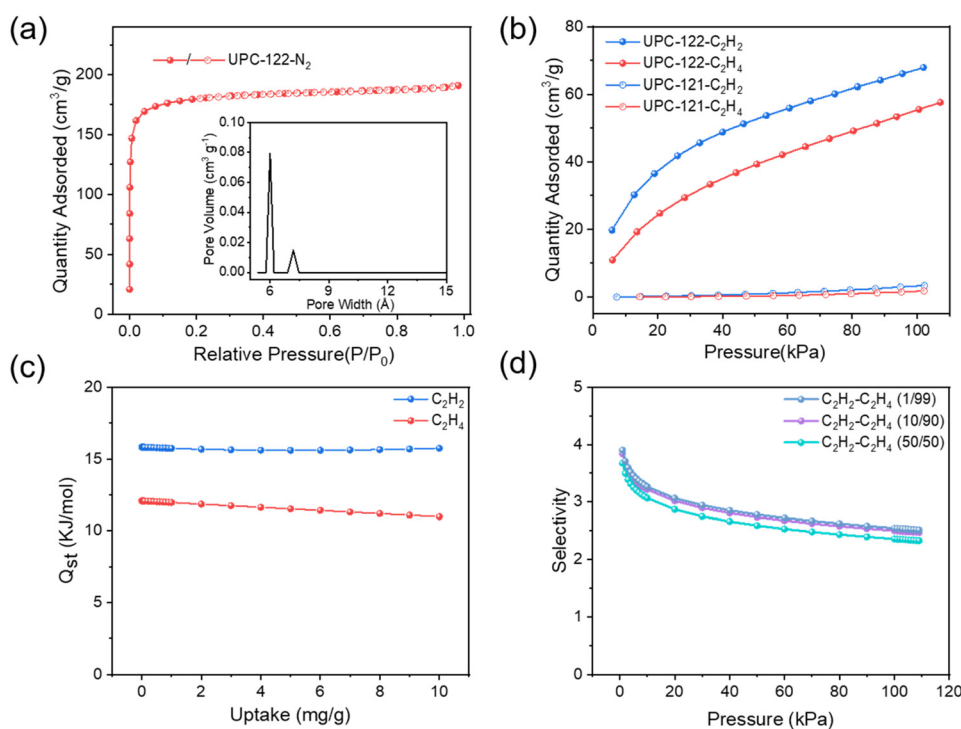 (a)
Quantity Adsorbed (cm³/g)
200
150
100
50
0
/ UPC-122-N₂
Pore Volume (cm³ g⁻¹)
0.10
0.08
0.06
0.04
0.02
0.00
6 9 12 15
Pore Width (Å)
0.0 0.2 0.4 0.6 0.8 1.0
Relative Pressure(P/P₀)
(b)
Quantity Adsorbed (cm³/g)
80
60
40
20
0
UPC-122-C₂H₂
UPC-122-C₂H₄
UPC-121-C₂H₂
UPC-121-C₂H₄
0 20 40 60 80 100
Pressure(kPa)
(c)
Qst (KJ/mol)
20
15
10
5
0
C₂H₂
C₂H₄
0 2 4 6 8 10
Uptake (mg/g)
(d)
Selectivity
5
4
3
2
1
0
C₂H₂-C₂H₄ (1/99)
C₂H₂-C₂H₄ (10/90)
C₂H₂-C₂H₄ (50/50)
0 20 40 60 80 100 120
Pressure (kPa)